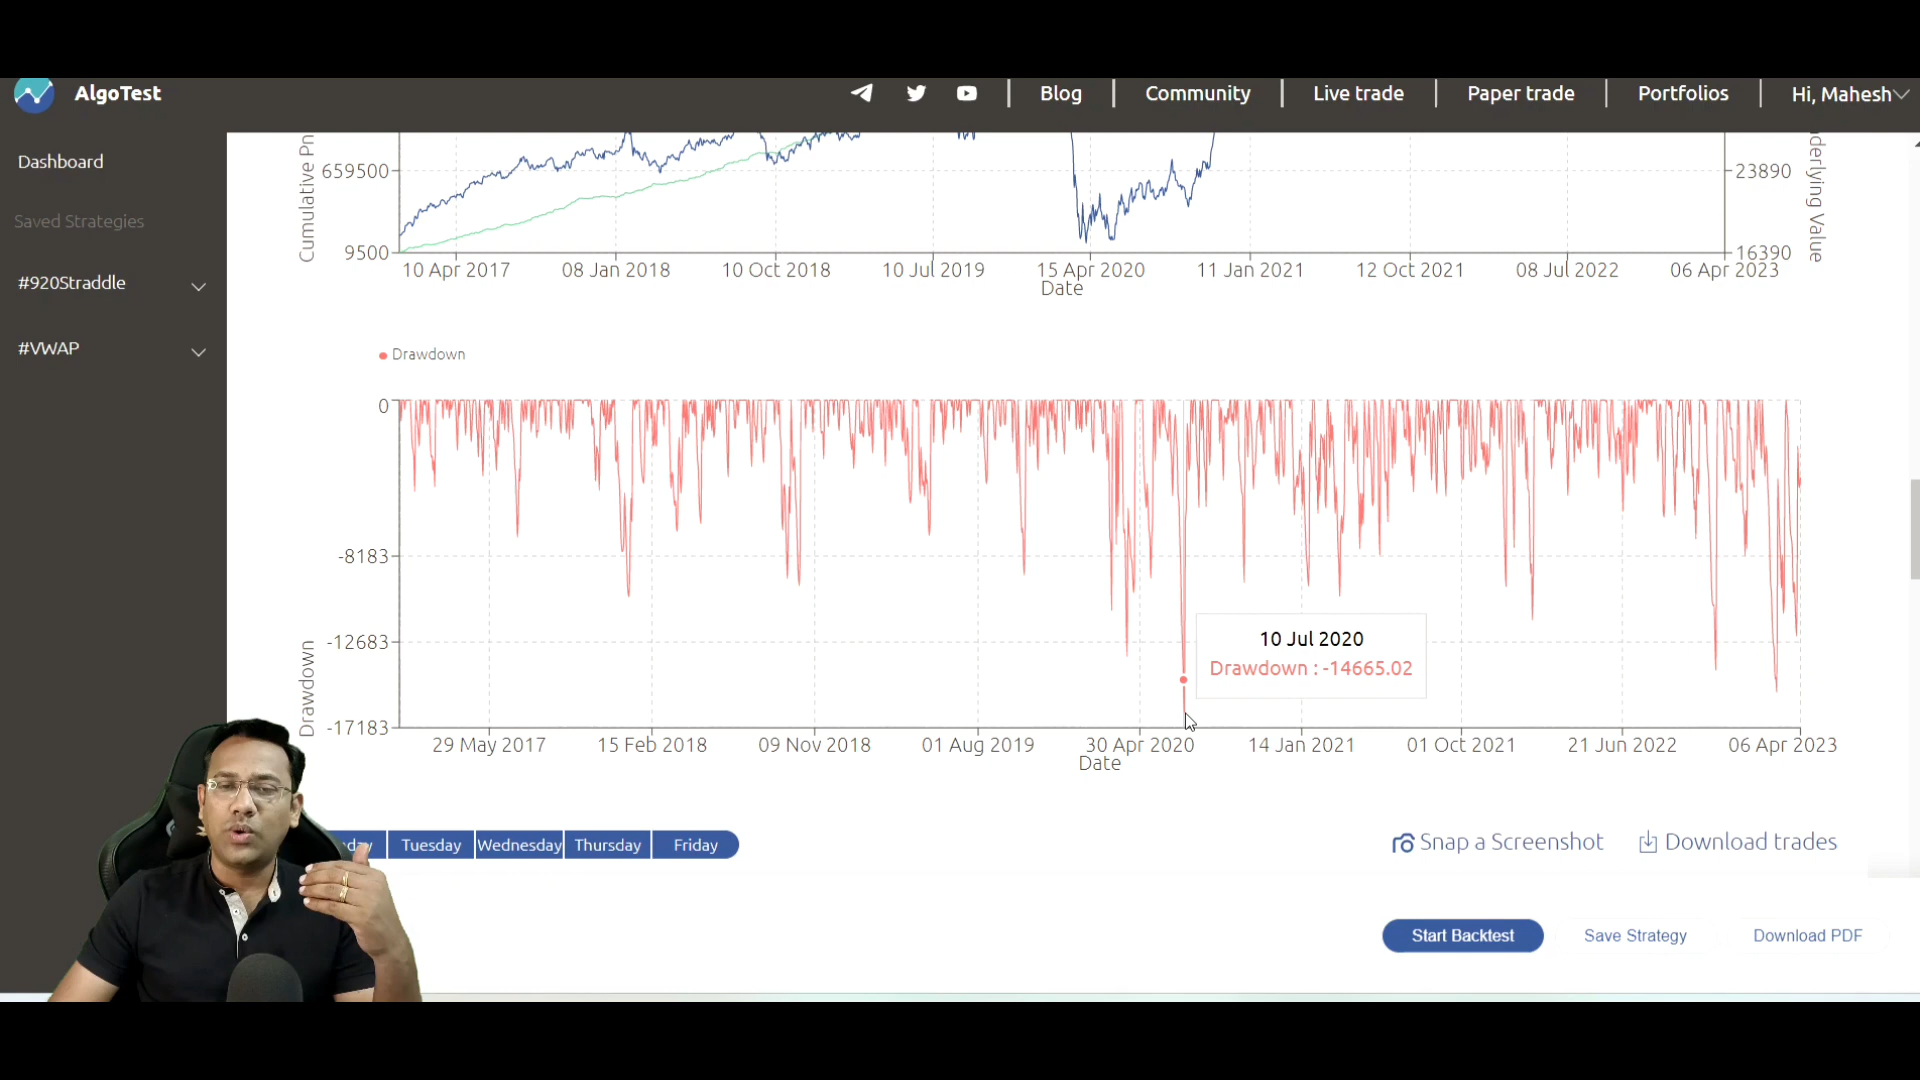 AlgoTest
Blog
Community
Live trade
Paper trade
Portfolios
Hi, Mahesh
Dashboard
Saved Strategies
#920Straddle
#VWAP
Cumulative Pn
659500
9500
23890
16390
derlying Value
10 Apr 2017
08 Jan 2018
10 Oct 2018
10 Jul 2019
15 Apr 2020
11 Jan 2021
12 Oct 2021
08 Jul 2022
06 Apr 2023
Date
Drawdown
0
-8183
-12683
-17183
Drawdown
10 Jul 2020
Drawdown : -14665.02
29 May 2017
15 Feb 2018
09 Nov 2018
01 Aug 2019
30 Apr 2020
14 Jan 2021
01 Oct 2021
21 Jun 2022
06 Apr 2023
Date
day
Tuesday
Wednesday
Thursday
Friday
Snap a Screenshot
Download trades
Start Backtest
Save Strategy
Download PDF